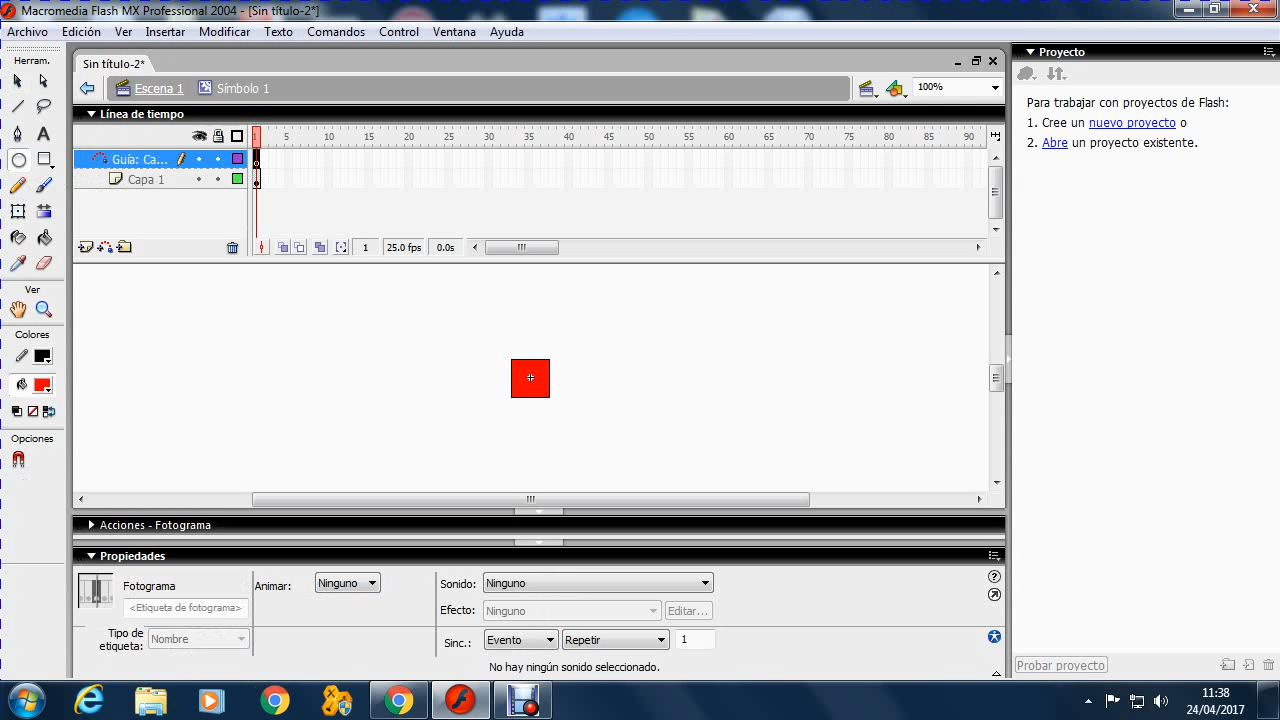 Macromedia Flash MX Professional 2004 - [Sin título-2*]
Archivo Edición Ver Insertar Modificar Texto Comandos Control Ventana Ayuda
Herram.
Sin título-2*
Escena 1 Símbolo 1 100%
Línea de tiempo
1 5 10 15 20 25 30 35 40 45 50 55 60 65 70 75 80 85 90
Guía: Ca...
Capa 1
1 25.0 fps 0.0s
Ver
Colores
Opciones
Proyecto
Para trabajar con proyectos de Flash:
1. Cree un nuevo proyecto o
2. Abre un proyecto existente.
Acciones - Fotograma
Propiedades
Fotograma Animar: Ninguno Sonido: Ninguno
<Etiqueta de fotograma> Efecto: Ninguno Editar...
Tipo de etiqueta: Nombre Sinc.: Evento Repetir 1
No hay ningún sonido seleccionado.
Probar proyecto
11:38
24/04/2017